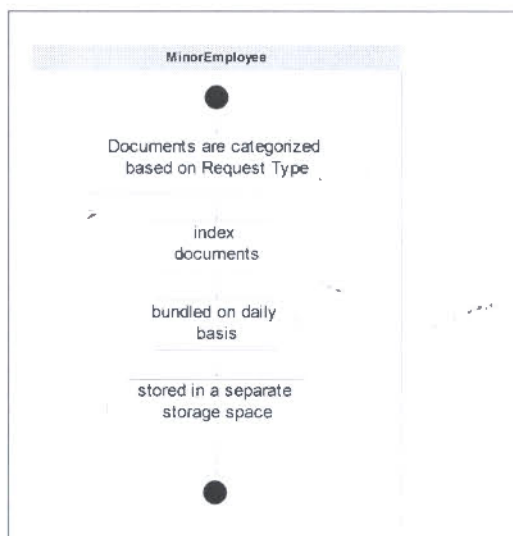 MinorEmployee
Documents are categorized
based on Request Type
index
documents
bundled on daily
basis
stored in a separate
storage space